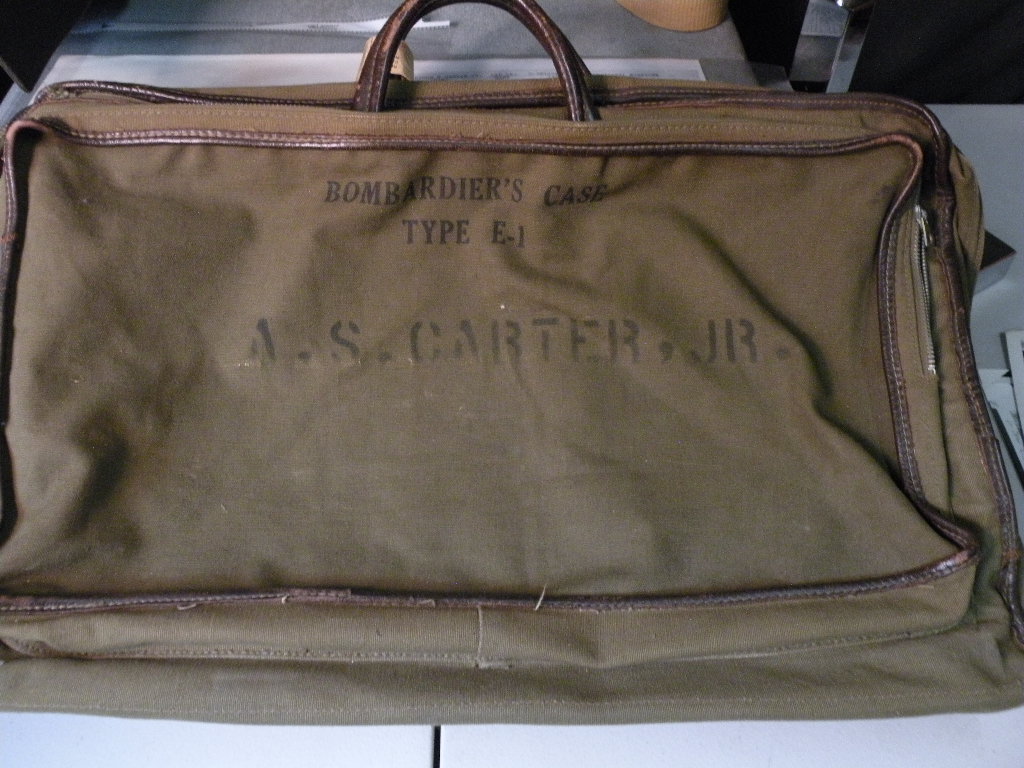 BOMBARDIER'S CASE
TYPE E-1
A.S.CARTER,JR.